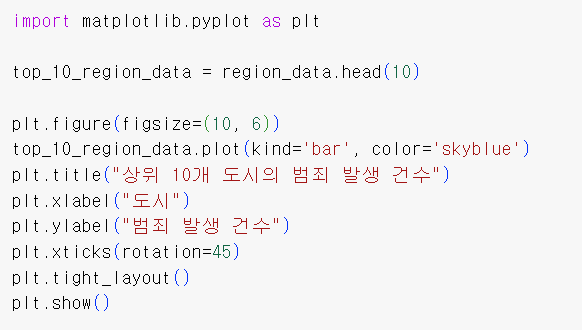 import matplotlib.pyplot as plt
top_10_region_data = region_data.head(10)
plt.figure(figsize=(10, 6))
top_10_region_data.plot(kind='bar', color='skyblue')
plt.title("상위 10개 도시의 범죄 발생 건수")
plt.xlabel("도시")
plt.ylabel("범죄 발생 건수")
plt.xticks(rotation=45)
plt.tight_layout()
plt.show()